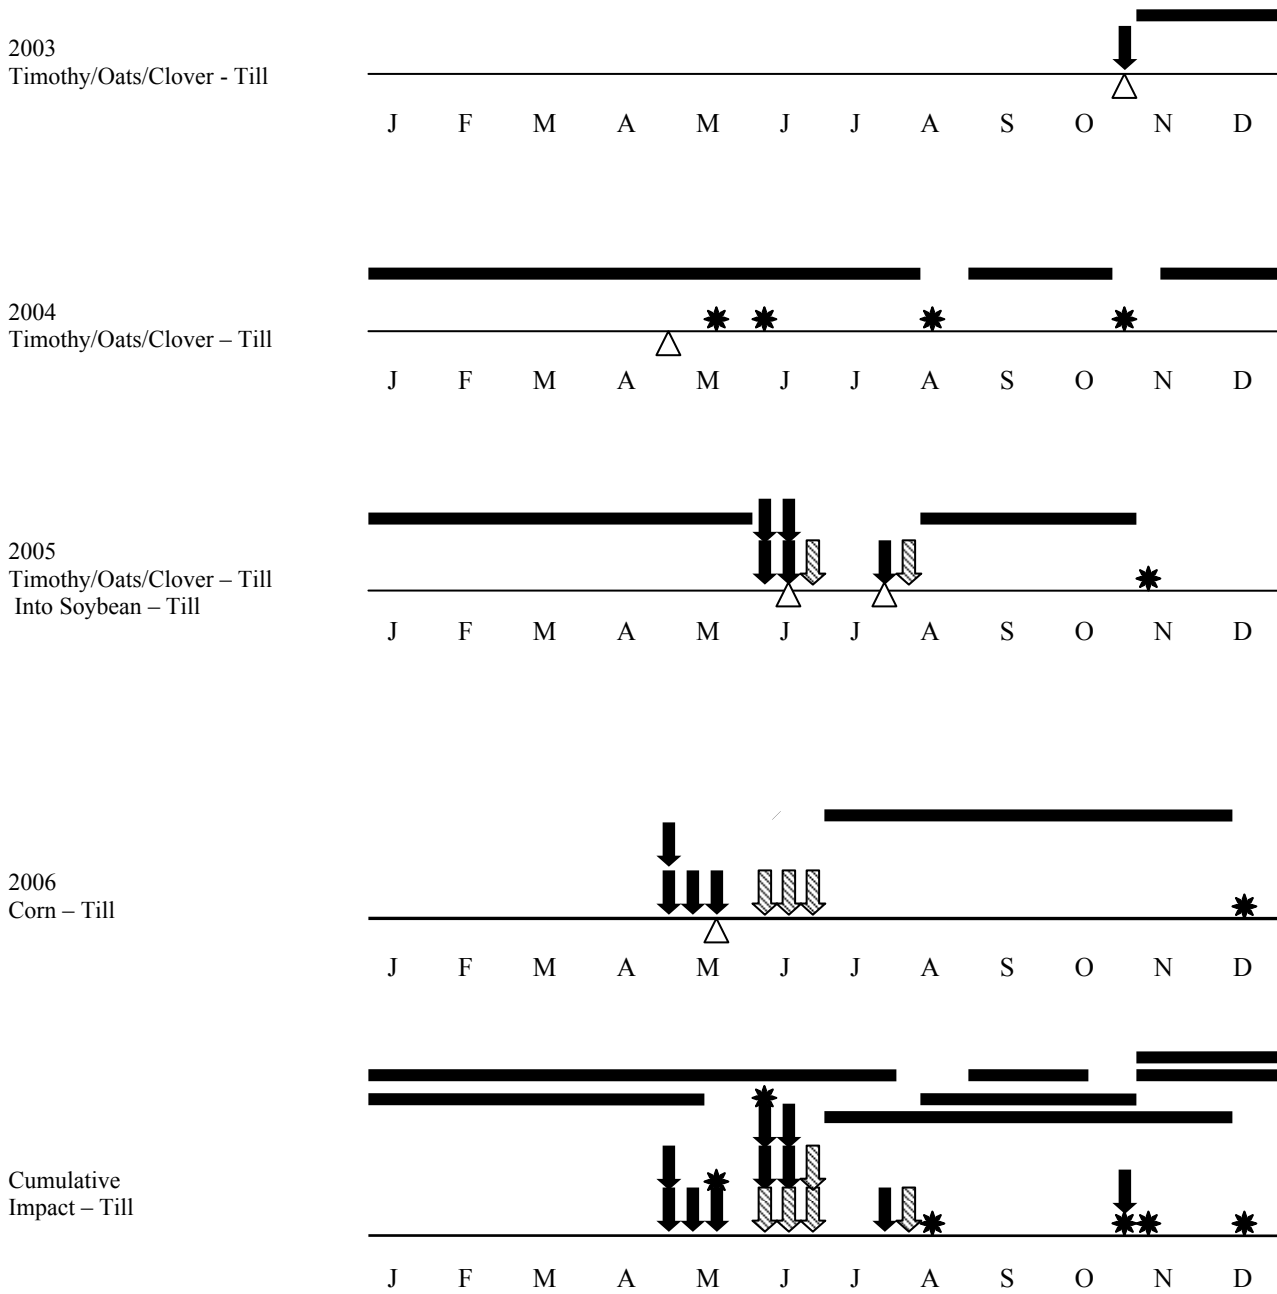 2003
Timothy/Oats/Clover - Till
J F M A M J J A S O N D
2004
Timothy/Oats/Clover – Till
J F M A M J J A S O N D
2005
Timothy/Oats/Clover – Till
Into Soybean – Till
J F M A M J J A S O N D
2006
Corn – Till
J F M A M J J A S O N D
Cumulative
Impact – Till
J F M A M J J A S O N D